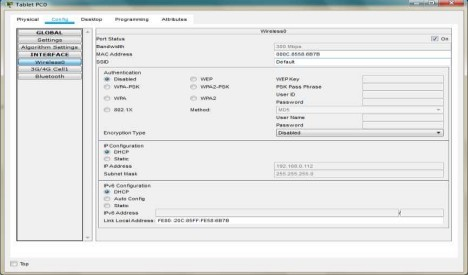 Tablet PC0
Physical Config Desktop Programming Attributes
GLOBAL
Settings
Algorithm Settings
INTERFACE
Wireless0
3G/4G Cell1
Bluetooth
Wireless0
Port Status On
Bandwidth 300 Mbps
MAC Address 000C.8558.6B7B
SSID Default
Authentication
Disabled WEP WEP Key
WPA-PSK WPA2-PSK PSK Pass Phrase
User ID
WPA WPA2 Password
802.1X Method: MD5
User Name
Password
Encryption Type Disabled
IP Configuration
DHCP
Static
IP Address 192.168.0.112
Subnet Mask 255.255.255.0
IPv6 Configuration
DHCP
Auto Config
Static
IPv6 Address /
Link Local Address: FE80::20C:85FF:FE58:6B7B
Top